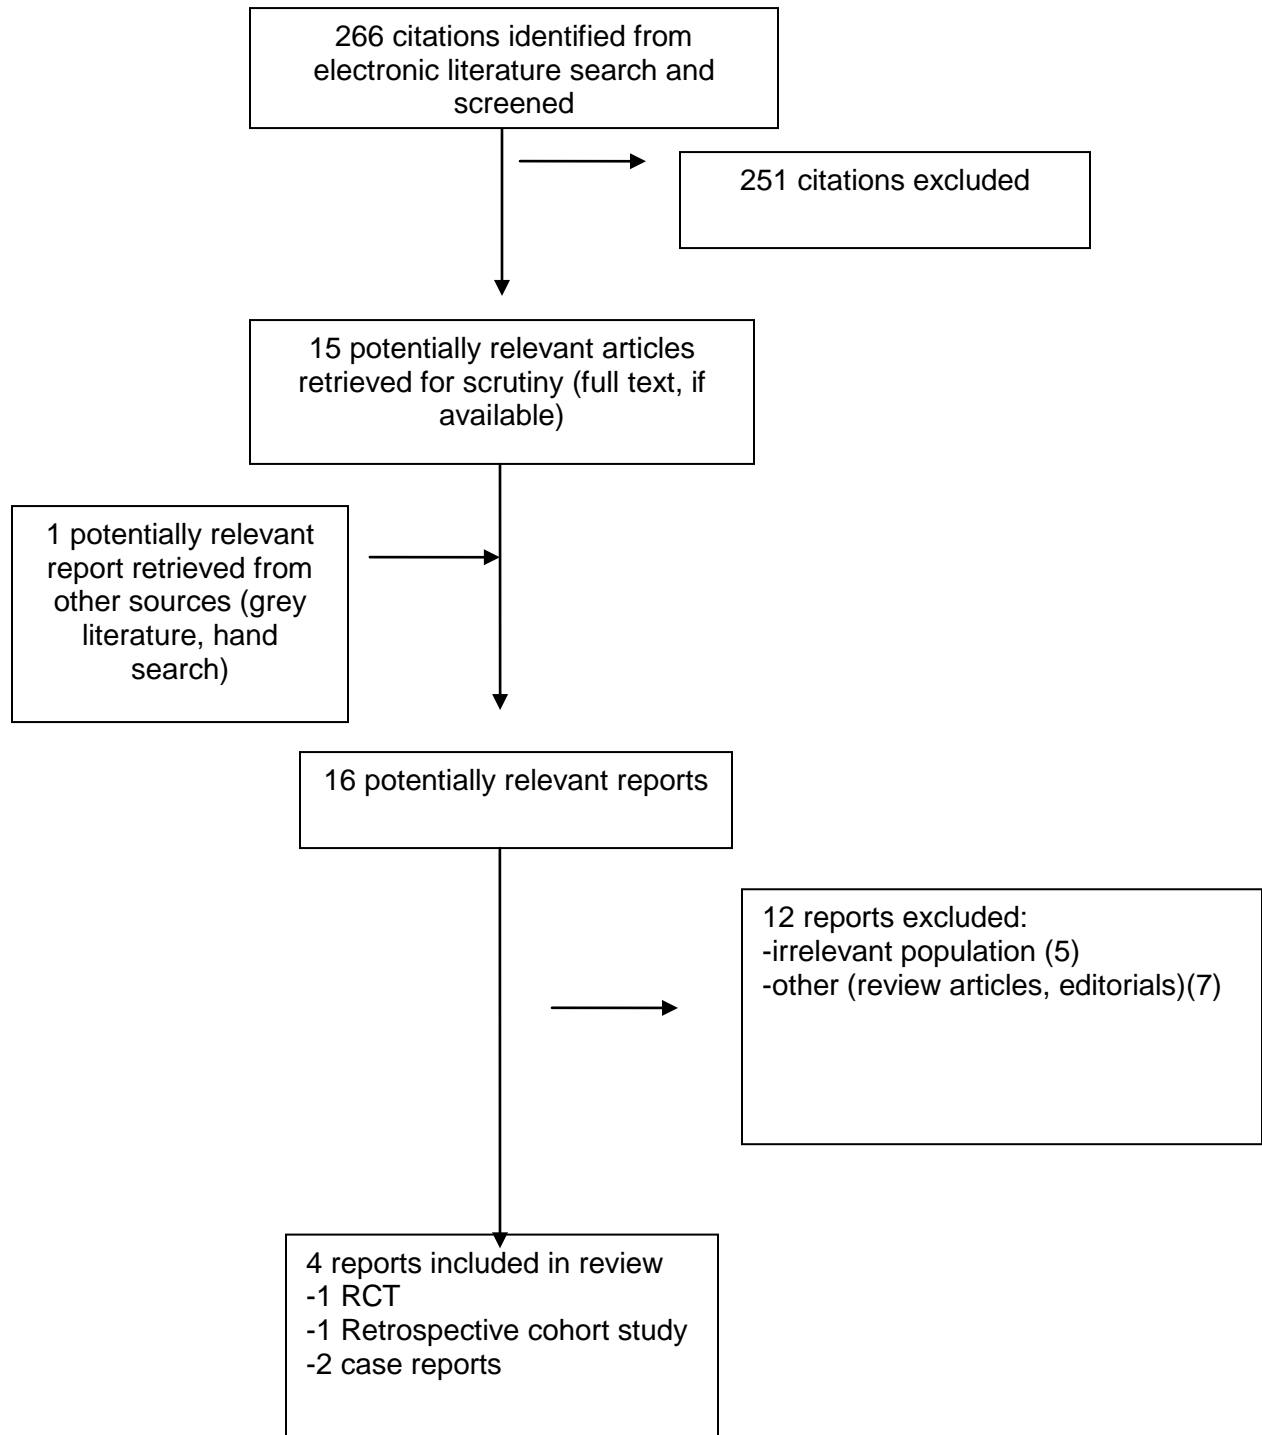 266 citations identified from
electronic literature search and
screened
251 citations excluded
15 potentially relevant articles
retrieved for scrutiny (full text, if
available)
1 potentially relevant
report retrieved from
other sources (grey
literature, hand
search)
16 potentially relevant reports
12 reports excluded:
-irrelevant population (5)
-other (review articles, editorials)(7)
4 reports included in review
-1 RCT
-1 Retrospective cohort study
-2 case reports